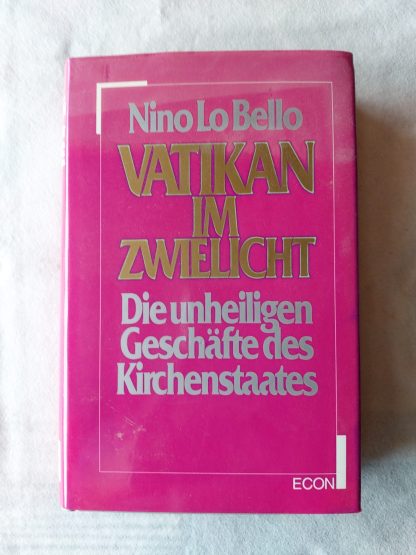 Nino Lo Bello
VATIKAN
IM
ZWIELICHT
Die unheiligen
Geschäfte des
Kirchenstaates
ECON